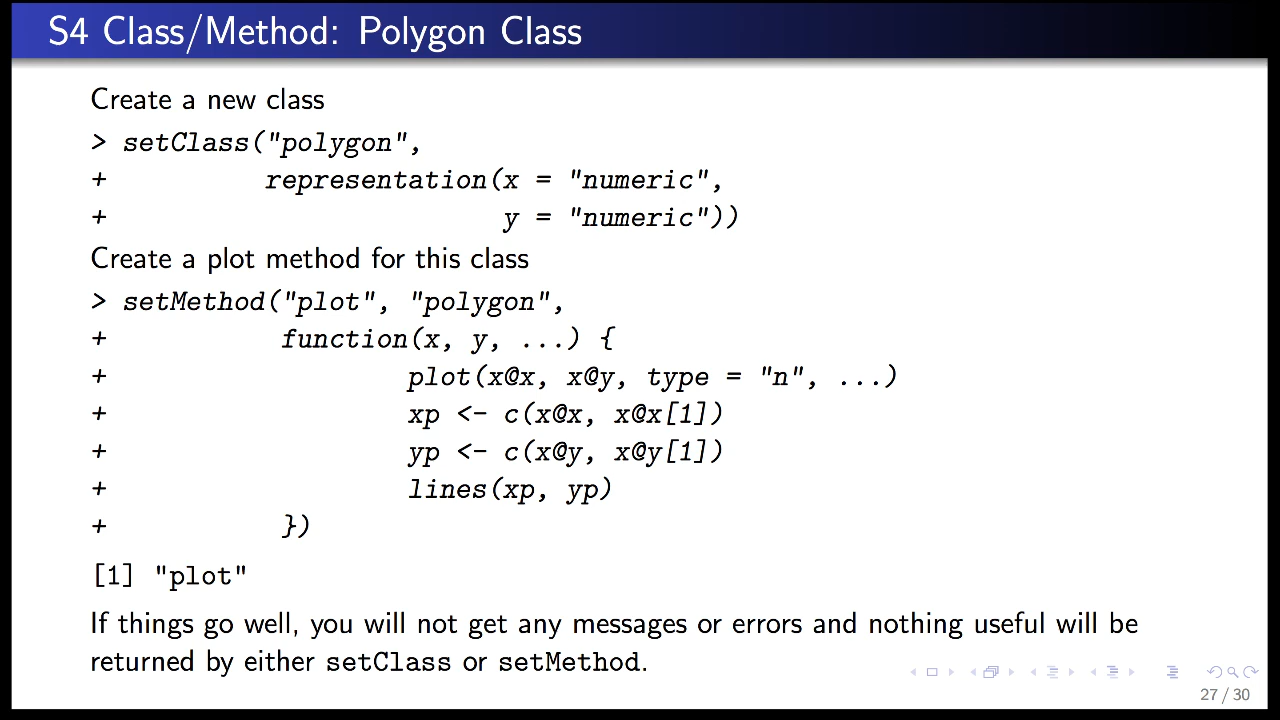 S4 Class/Method: Polygon Class
Create a new class
> setClass("polygon",
+          representation(x = "numeric",
+                         y = "numeric"))
Create a plot method for this class
> setMethod("plot", "polygon",
+           function(x, y, ...) {
+                   plot(x@x, x@y, type = "n", ...)
+                   xp <- c(x@x, x@x[1])
+                   yp <- c(x@y, x@y[1])
+                   lines(xp, yp)
+           })
[1] "plot"
If things go well, you will not get any messages or errors and nothing useful will be
returned by either setClass or setMethod.
27 / 30